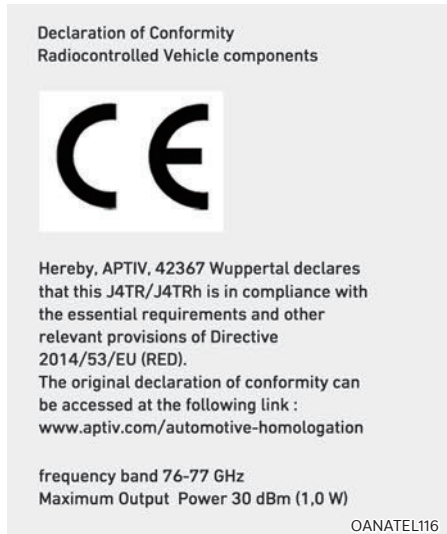 Declaration of Conformity
Radiocontrolled Vehicle components
CE
Hereby, APTIV, 42367 Wuppertal declares
that this J4TR/J4TRh is in compliance with
the essential requirements and other
relevant provisions of Directive
2014/53/EU (RED).
The original declaration of conformity can
be accessed at the following link :
www.aptiv.com/automotive-homologation
frequency band 76-77 GHz
Maximum Output  Power 30 dBm (1,0 W)
OANATEL116